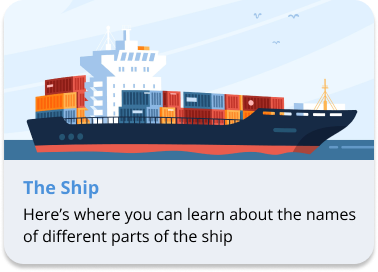 The Ship
Here’s where you can learn about the names
of different parts of the ship